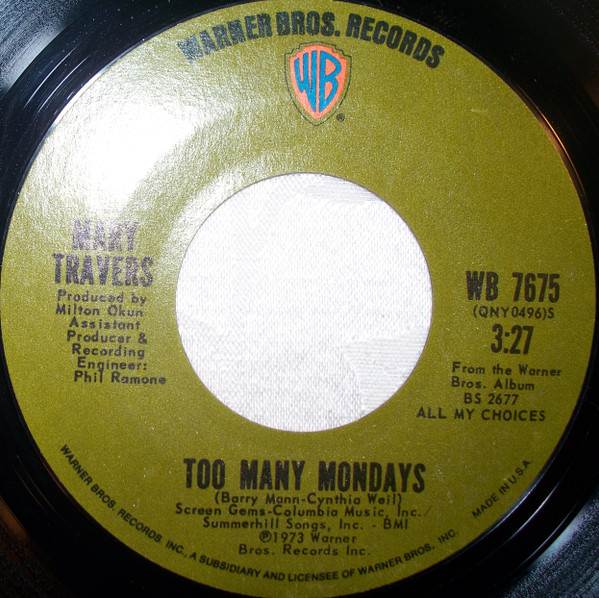 WARNER BROS. RECORDS
WB
®
MARY
TRAVERS
Produced by
Milton Okun
Assistant
Producer &
Recording
Engineer:
Phil Ramone
WB 7675
(QNY0496)S
3:27
From the Warner
Bros. Album
BS 2677
ALL MY CHOICES
TOO MANY MONDAYS
(Barry Mann-Cynthia Weil)
Screen Gems-Columbia Music, Inc./
Summerhill Songs, Inc. - BMI
℗1973 Warner
Bros. Records Inc.
WARNER BROS. RECORDS, INC., A SUBSIDIARY AND LICENSEE OF WARNER BROS., INC.
MADE IN U.S.A.